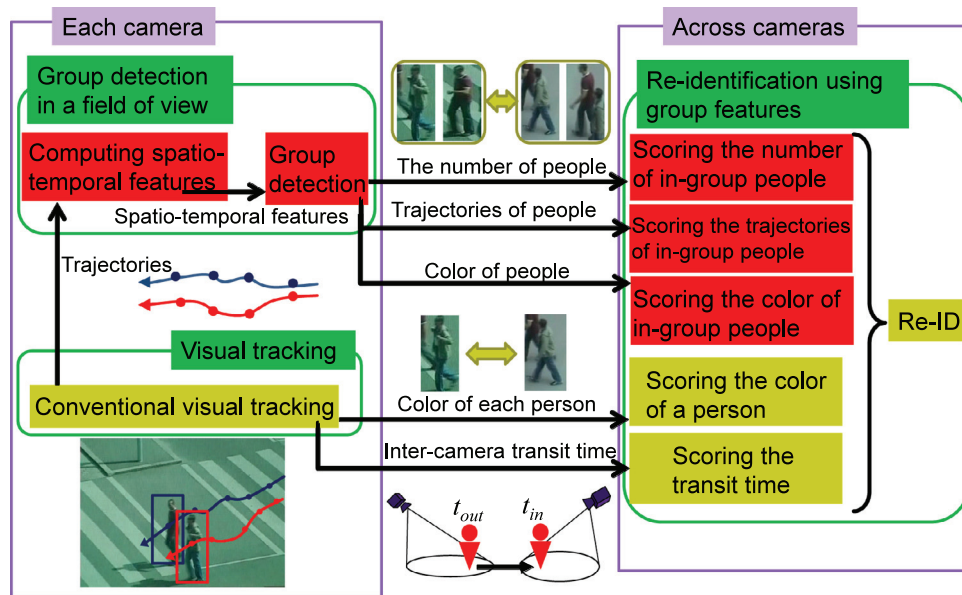 Each camera
Group detection
in a field of view
Computing spatio-
temporal features
Group
detection
Spatio-temporal features
Trajectories
Visual tracking
Conventional visual tracking
The number of people
Trajectories of people
Color of people
Color of each person
Inter-camera transit time
t_out
t_in
Across cameras
Re-identification using
group features
Scoring the number
of in-group people
Scoring the trajectories
of in-group people
Scoring the color of
in-group people
Scoring the color
of a person
Scoring the
transit time
Re-ID